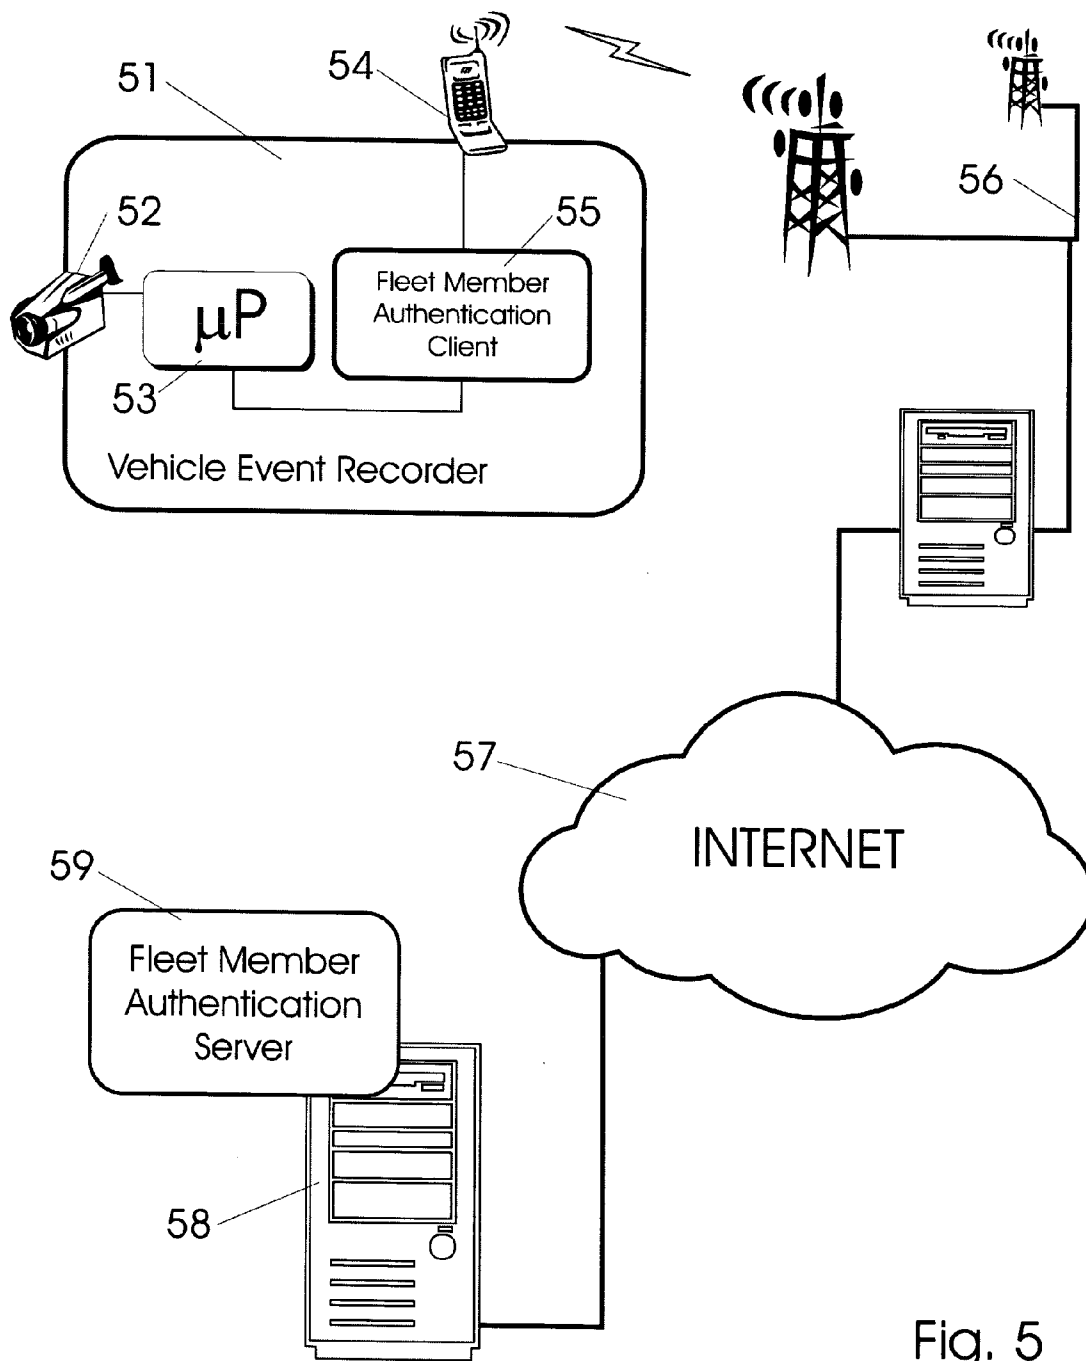 51
54
52
55
56
Fleet Member
Authentication
Client
µP
53
Vehicle Event Recorder
57
INTERNET
59
Fleet Member
Authentication
Server
58
Fig. 5